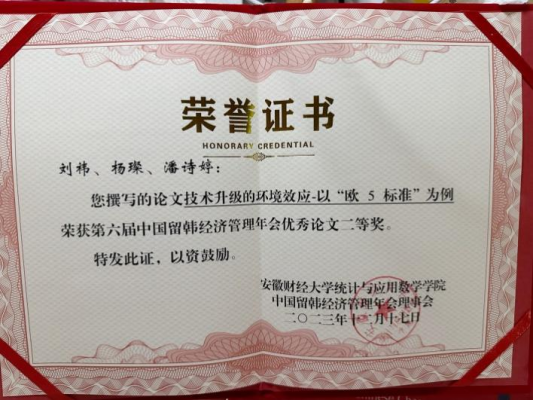 荣誉证书
HONORARY CREDENTIAL
刘祎、杨璨、潘诗婷：
您撰写的论文技术升级的环境效应-以“欧 5 标准”为例
荣获第六届中国留韩经济管理年会优秀论文二等奖。
特发此证，以资鼓励。
安徽财经大学统计与应用数学学院
中国留韩经济管理年会理事会
二〇二三年十二月十七日